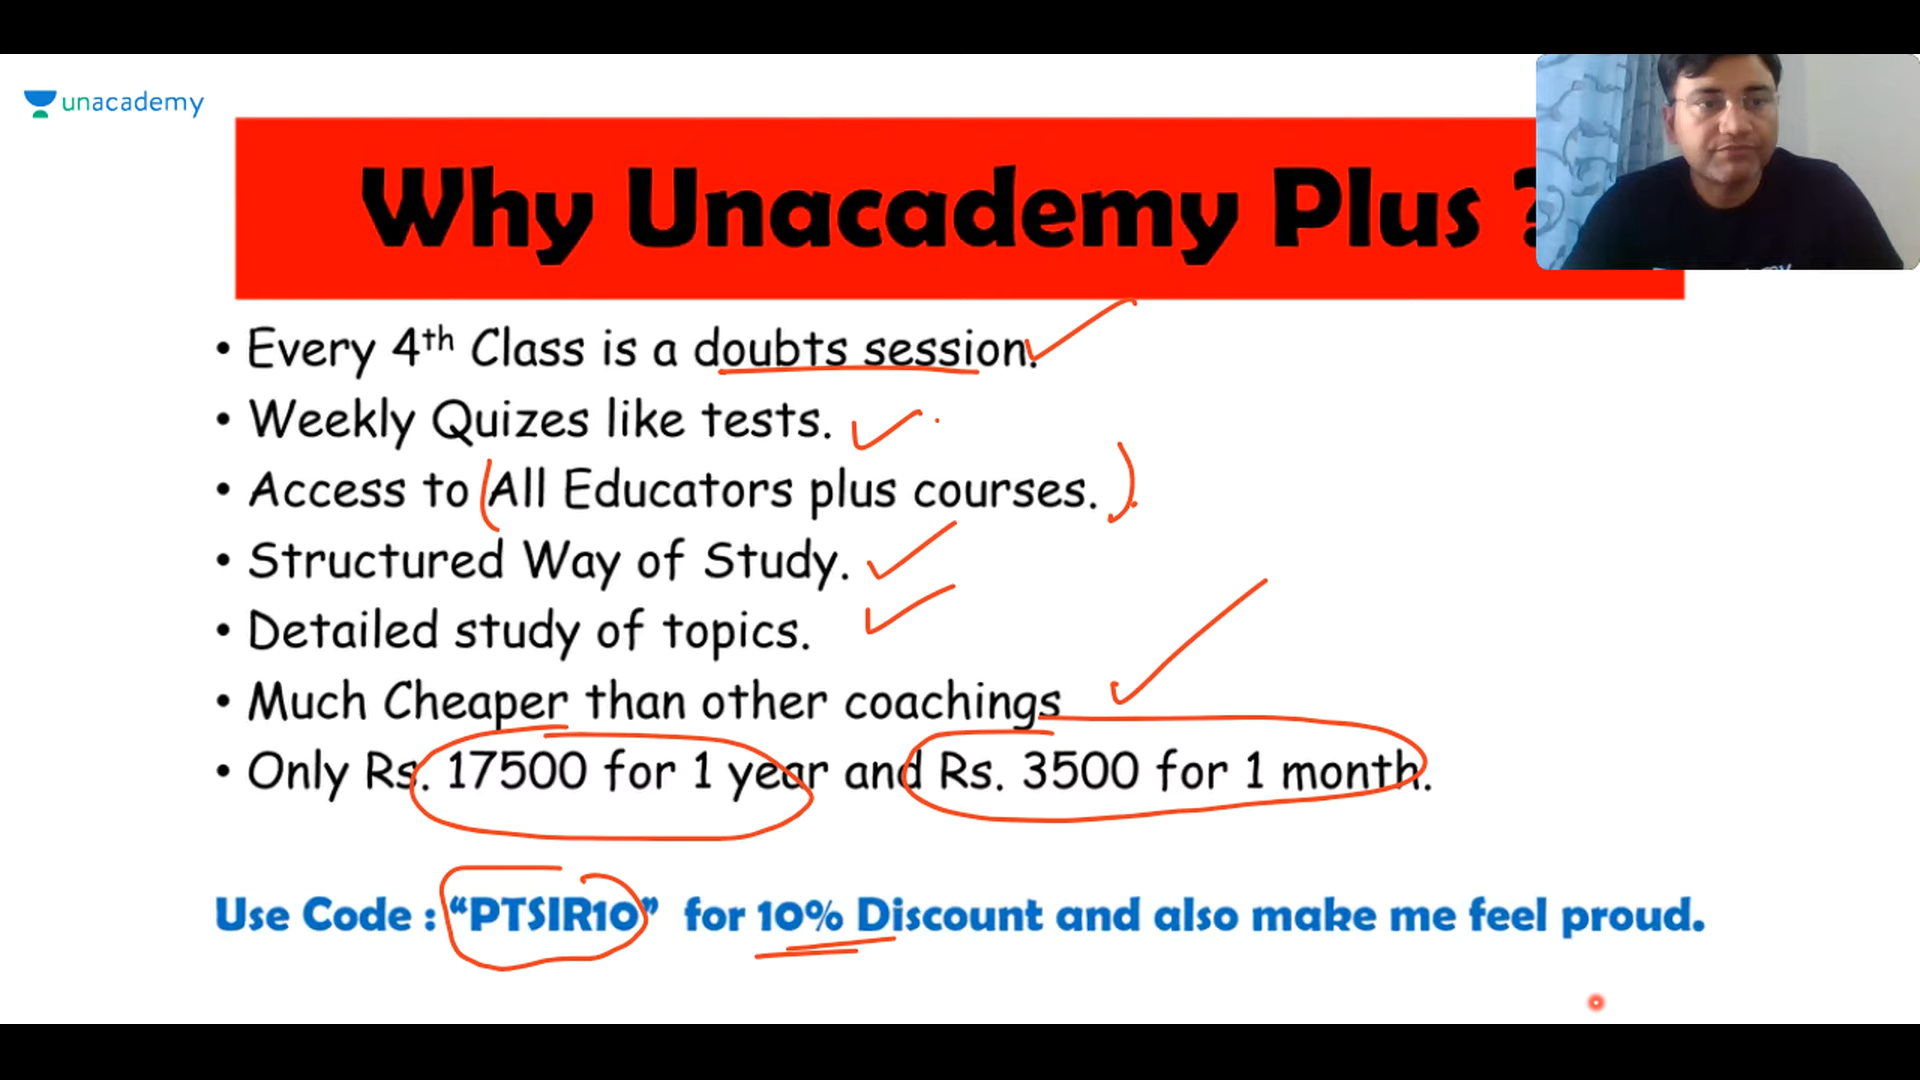 unacademy
Why Unacademy Plus ?
• Every 4th Class is a doubts session.
• Weekly Quizes like tests.
• Access to All Educators plus courses.
• Structured Way of Study.
• Detailed study of topics.
• Much Cheaper than other coachings
• Only Rs. 17500 for 1 year and Rs. 3500 for 1 month.
Use Code : “PTSIR10” for 10% Discount and also make me feel proud.